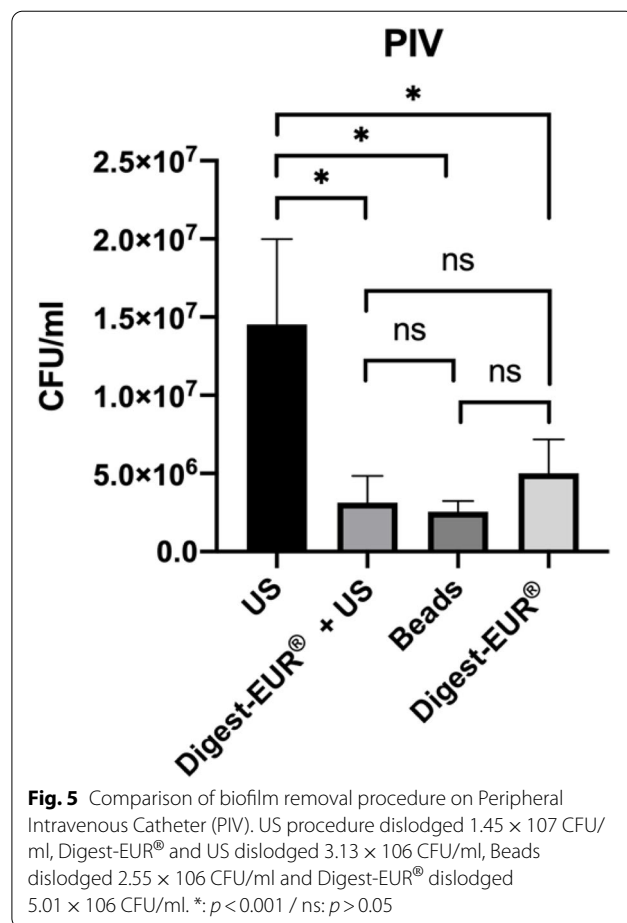 PIV
*
*
*
ns
ns
ns
CFU/ml
2.5×10⁷
2.0×10⁷
1.5×10⁷
1.0×10⁷
5.0×10⁶
0.0
US
Digest-EUR® + US
Beads
Digest-EUR®
Fig. 5 Comparison of biofilm removal procedure on Peripheral
Intravenous Catheter (PIV). US procedure dislodged 1.45 × 107 CFU/
ml, Digest-EUR® and US dislodged 3.13 × 106 CFU/ml, Beads
dislodged 2.55 × 106 CFU/ml and Digest-EUR® dislodged
5.01 × 106 CFU/ml. *: p < 0.001 / ns: p > 0.05